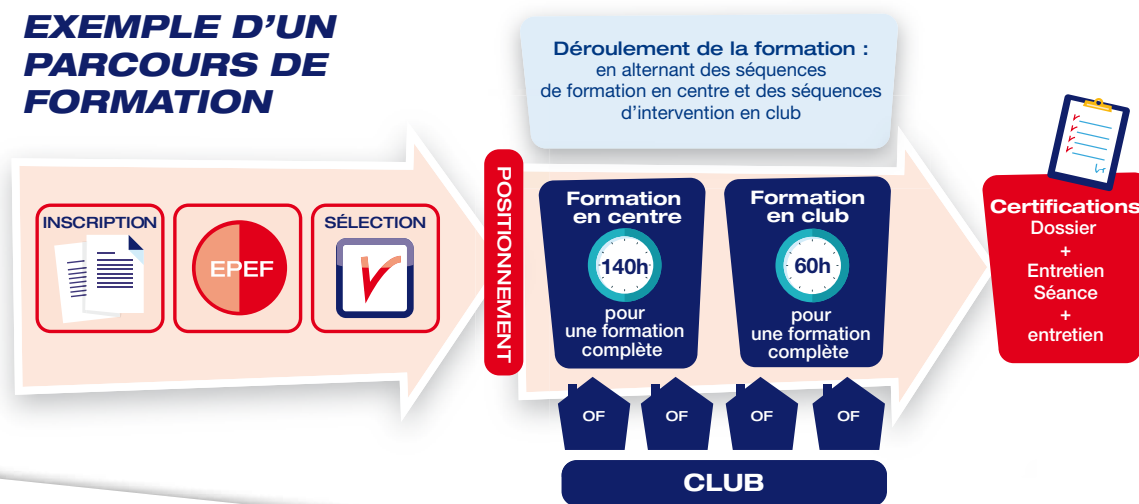 EXEMPLE D’UN
PARCOURS DE
FORMATION
Déroulement de la formation :
en alternant des séquences
de formation en centre et des séquences
d’intervention en club
INSCRIPTION
EPEF
SÉLECTION
POSITIONNEMENT
Formation
en centre
140h
pour
une formation
complète
Formation
en club
60h
pour
une formation
complète
Certifications
Dossier
+
Entretien
Séance
+
entretien
OF
OF
OF
OF
CLUB